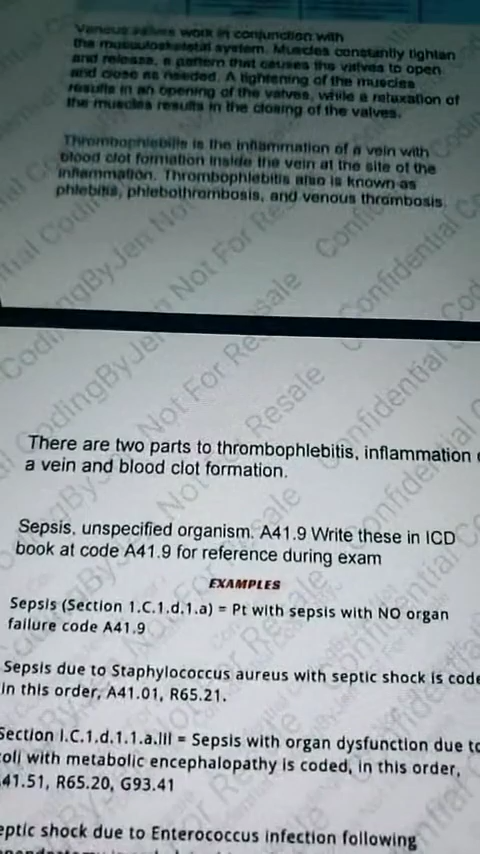 Venous valves work in conjunction with
the musculoskeletal system. Muscles constantly tighten
and release, a pattern that causes the valves to open
and close as needed. A tightening of the muscles
results in an opening of the valves, while a relaxation of
the muscles results in the closing of the valves.
Thrombophlebitis is the inflammation of a vein with
blood clot formation inside the vein at the site of the
inflammation. Thrombophlebitis also is known as
phlebitis, phlebothrombosis, and venous thrombosis
There are two parts to thrombophlebitis, inflammation
a vein and blood clot formation.
Sepsis, unspecified organism. A41.9 Write these in ICD
book at code A41.9 for reference during exam
EXAMPLES
Sepsis (Section 1.C.1.d.1.a) = Pt with sepsis with NO organ
failure code A41.9
Sepsis due to Staphylococcus aureus with septic shock is code
in this order, A41.01, R65.21.
Section I.C.1.d.1.1.a.III = Sepsis with organ dysfunction due to
coli with metabolic encephalopathy is coded, in this order,
41.51, R65.20, G93.41
eptic shock due to Enterococcus infection following
CodingByJen Not For Resale
Confidential